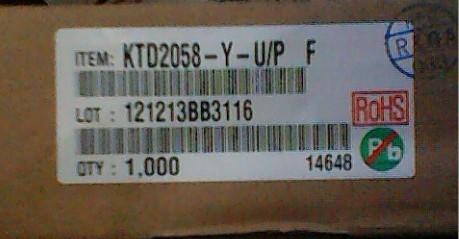 ITEM: KTD2058-Y-U/P F
LOT : 121213BB3116
RoHS
Pb
QTY : 1,000 14648